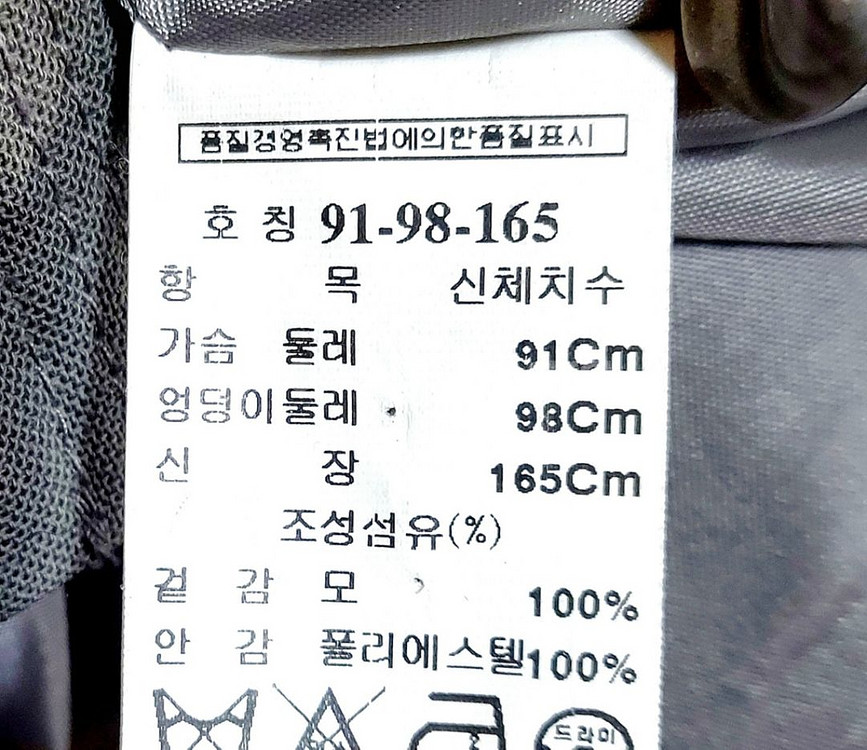 품질경영촉진법에의한품질표시
호 칭 91-98-165
항 목 신체치수
가슴 둘레 91Cm
엉덩이둘레 98Cm
신 장 165Cm
조성섬유(%)
겉 감 모 100%
안 감 폴리에스텔100%
드라이